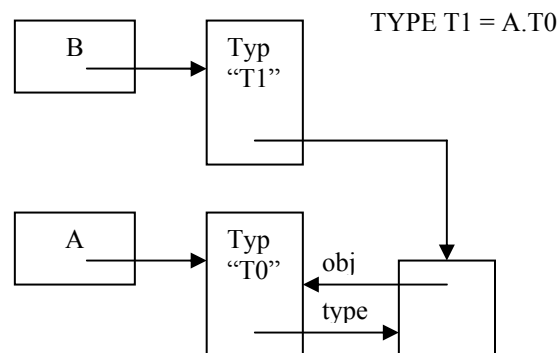 TYPE T1 = A.T0
B
Typ
“T1”
A
Typ
“T0”
obj
type